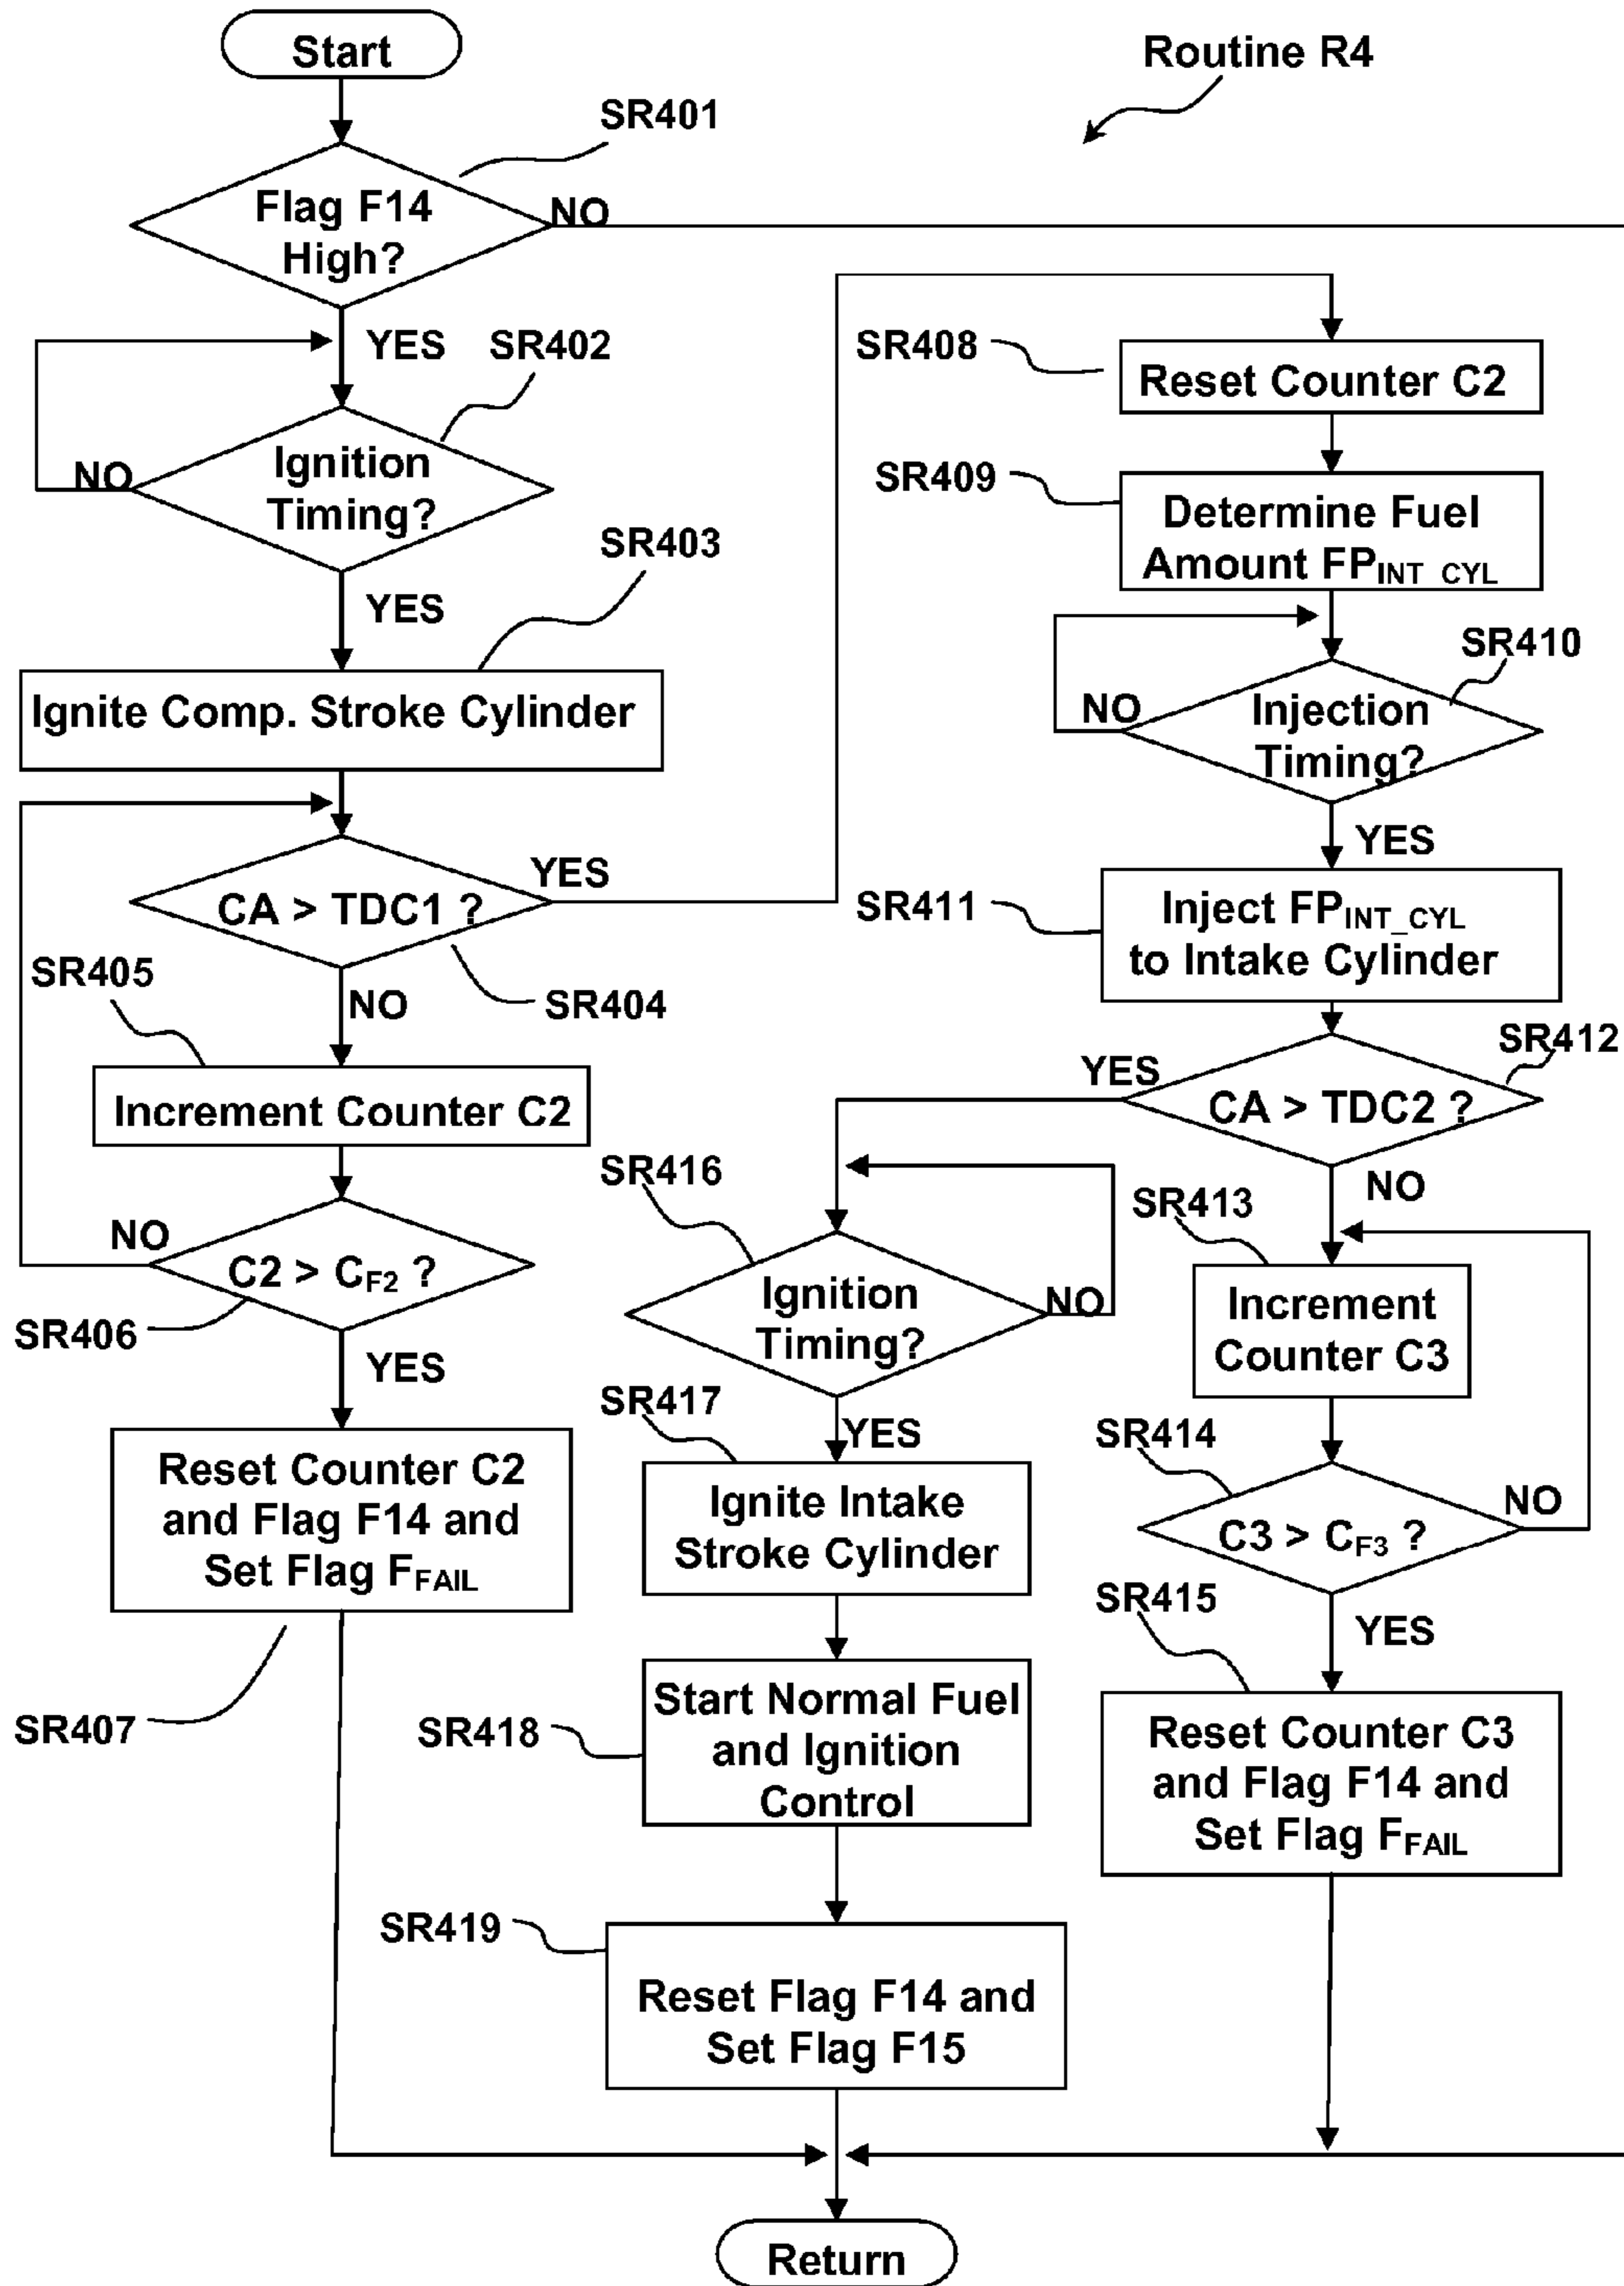 Start
Routine R4
SR401
Flag F14
High?
NO
YES
SR402
Ignition
Timing?
NO
YES
SR403
Ignite Comp. Stroke Cylinder
CA > TDC1 ?
YES
SR404
NO
SR405
Increment Counter C2
C2 > CF2 ?
NO
SR406
YES
Reset Counter C2
and Flag F14 and
Set Flag FFAIL
SR407
SR408
Reset Counter C2
SR409
Determine Fuel
Amount FPINT_CYL
SR410
Injection
Timing?
NO
YES
SR411
Inject FPINT_CYL
to Intake Cylinder
SR412
CA > TDC2 ?
YES
NO
SR413
Increment
Counter C3
SR414
C3 > CF3 ?
NO
YES
SR415
Reset Counter C3
and Flag F14 and
Set Flag FFAIL
SR416
Ignition
Timing?
NO
YES
SR417
Ignite Intake
Stroke Cylinder
SR418
Start Normal Fuel
and Ignition
Control
SR419
Reset Flag F14 and
Set Flag F15
Return